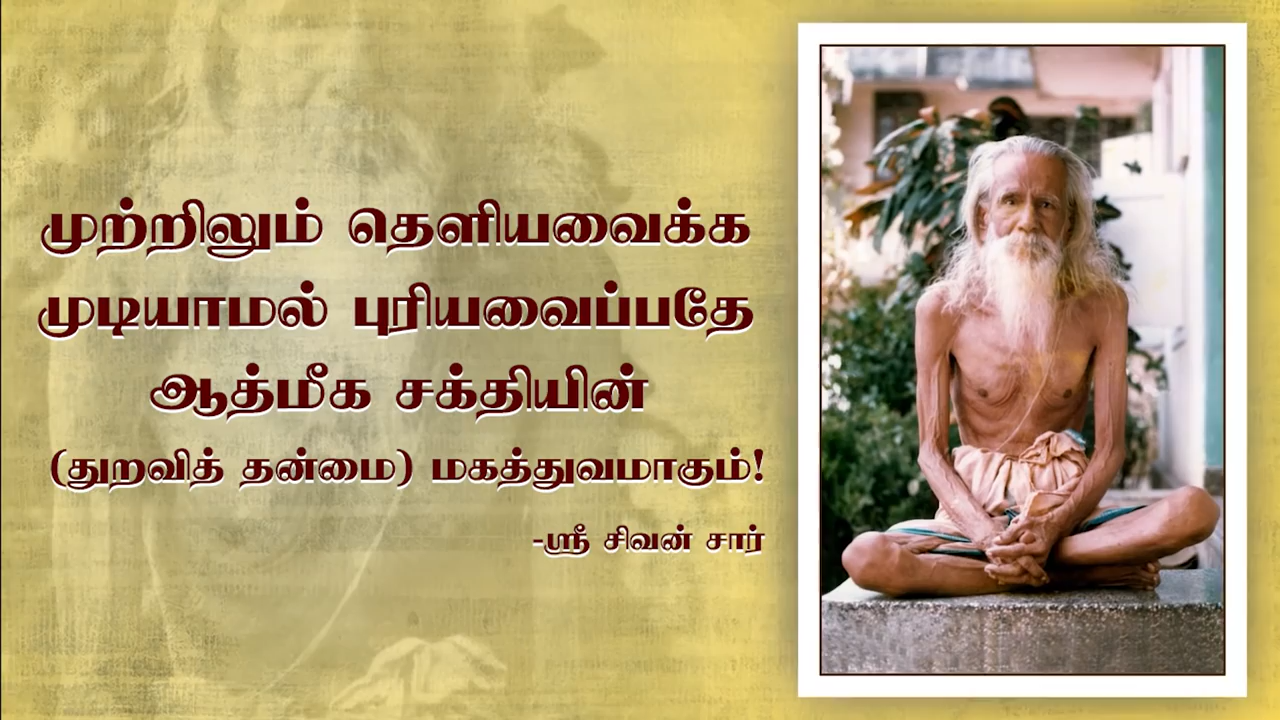 முற்றிலும் தெளியவைக்க
முடியாமல் புரியவைப்பதே
ஆத்மீக சக்தியின்
(துறவித் தன்மை) மகத்துவமாகும்!
-ஸ்ரீ சிவன் சார்